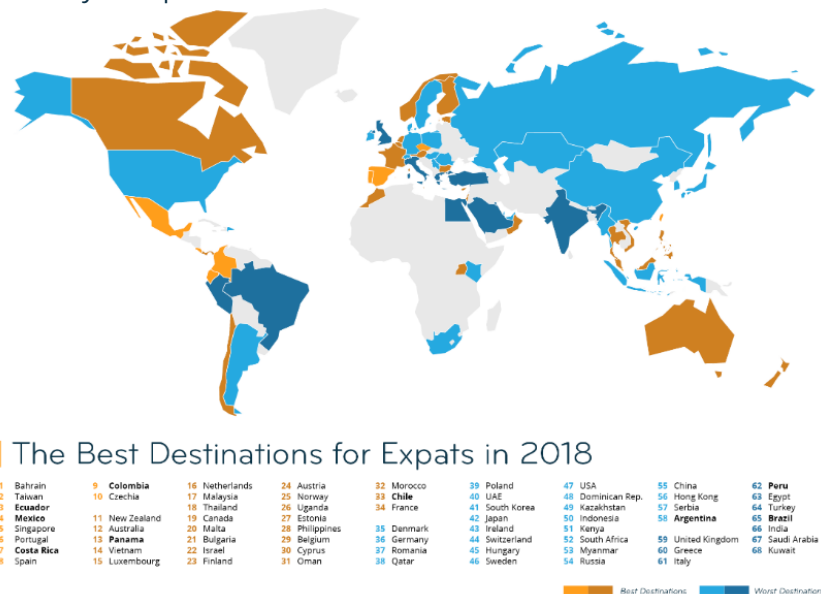 The Best Destinations for Expats in 2018
Bahrain
Taiwan
Ecuador
Mexico
Singapore
Portugal
Costa Rica
Spain
9 Colombia
10 Czechia
11 New Zealand
12 Australia
13 Panama
14 Vietnam
15 Luxembourg
16 Netherlands
17 Malaysia
18 Thailand
19 Canada
20 Malta
21 Bulgaria
22 Israel
23 Finland
24 Austria
25 Norway
26 Uganda
27 Estonia
28 Philippines
29 Belgium
30 Cyprus
31 Oman
32 Morocco
33 Chile
34 France
35 Denmark
36 Germany
37 Romania
38 Qatar
39 Poland
40 UAE
41 South Korea
42 Japan
43 Ireland
44 Switzerland
45 Hungary
46 Sweden
47 USA
48 Dominican Rep.
49 Kazakhstan
50 Indonesia
51 Kenya
52 South Africa
53 Myanmar
54 Russia
55 China
56 Hong Kong
57 Serbia
58 Argentina
59 United Kingdom
60 Greece
61 Italy
62 Peru
63 Egypt
64 Turkey
65 Brazil
66 India
67 Saudi Arabia
68 Kuwait
Best Destinations
Worst Destination